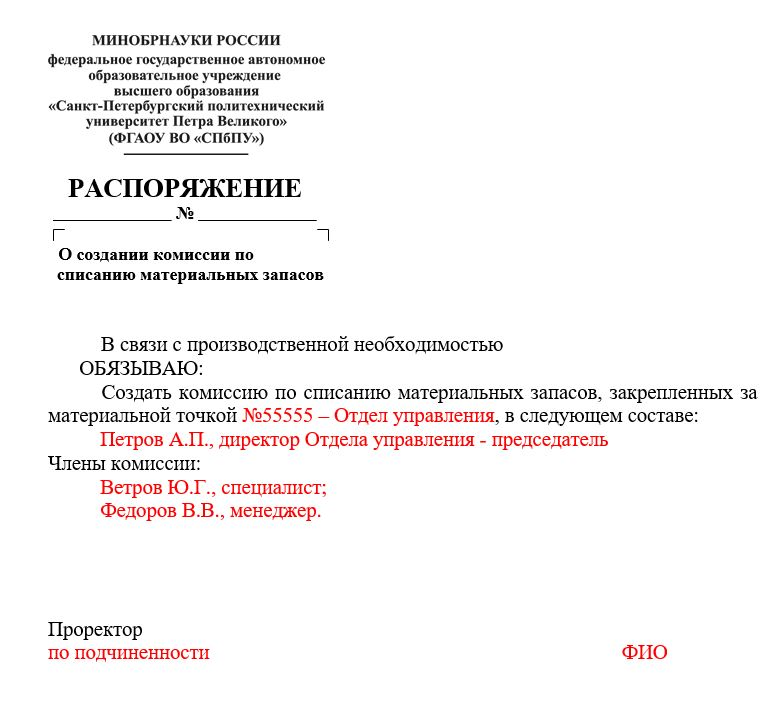 МИНОБРНАУКИ РОССИИ
федеральное государственное автономное
образовательное учреждение
высшего образования
«Санкт-Петербургский политехнический
университет Петра Великого»
(ФГАОУ ВО «СПбПУ»)
РАСПОРЯЖЕНИЕ
______________ № ______________
О создании комиссии по
списанию материальных запасов
В связи с производственной необходимостью
ОБЯЗЫВАЮ:
Создать комиссию по списанию материальных запасов, закрепленных за
материальной точкой №55555 – Отдел управления, в следующем составе:
Петров А.П., директор Отдела управления - председатель
Члены комиссии:
Ветров Ю.Г., специалист;
Федоров В.В., менеджер.
Проректор
по подчиненности ФИО